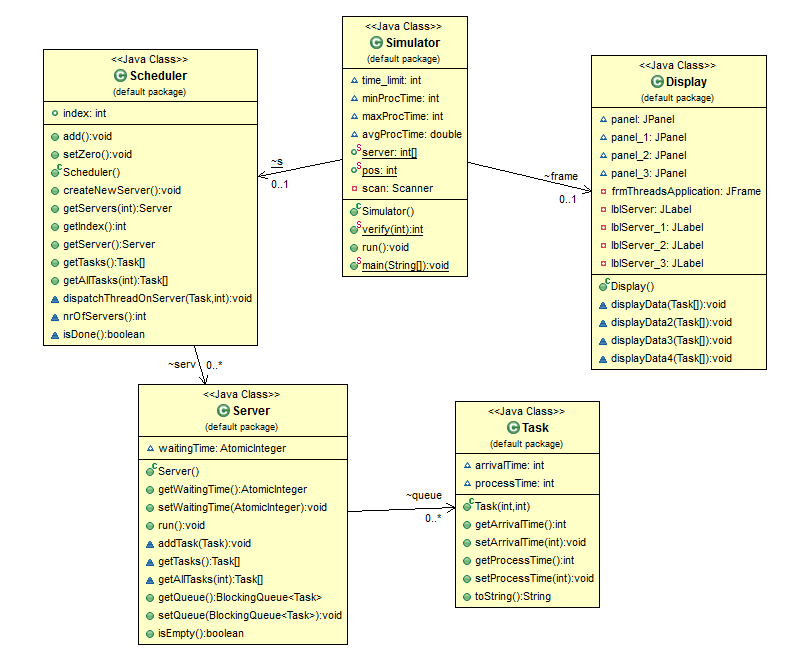 <<Java Class>>
Scheduler
(default package)
index: int
add():void
setZero():void
Scheduler()
createNewServer():void
getServers(int):Server
getIndex():int
getServer():Server
getTasks():Task[]
getAllTasks(int):Task[]
dispatchThreadOnServer(Task,int):void
nrOfServers():int
isDone():boolean
~s
0..1
<<Java Class>>
Simulator
(default package)
time_limit: int
minProcTime: int
maxProcTime: int
avgProcTime: double
server: int[]
pos: int
scan: Scanner
Simulator()
verify(int):int
run():void
main(String[]):void
~frame
0..1
<<Java Class>>
Display
(default package)
panel: JPanel
panel_1: JPanel
panel_2: JPanel
panel_3: JPanel
frmThreadsApplication: JFrame
lblServer: JLabel
lblServer_1: JLabel
lblServer_2: JLabel
lblServer_3: JLabel
Display()
displayData(Task[]):void
displayData2(Task[]):void
displayData3(Task[]):void
displayData4(Task[]):void
~serv
0..*
<<Java Class>>
Server
(default package)
waitingTime: AtomicInteger
Server()
getWaitingTime():AtomicInteger
setWaitingTime(AtomicInteger):void
run():void
addTask(Task):void
getTasks():Task[]
getAllTasks(int):Task[]
getQueue():BlockingQueue<Task>
setQueue(BlockingQueue<Task>):void
isEmpty():boolean
~queue
0..*
<<Java Class>>
Task
(default package)
arrivalTime: int
processTime: int
Task(int,int)
getArrivalTime():int
setArrivalTime(int):void
getProcessTime():int
setProcessTime(int):void
toString():String